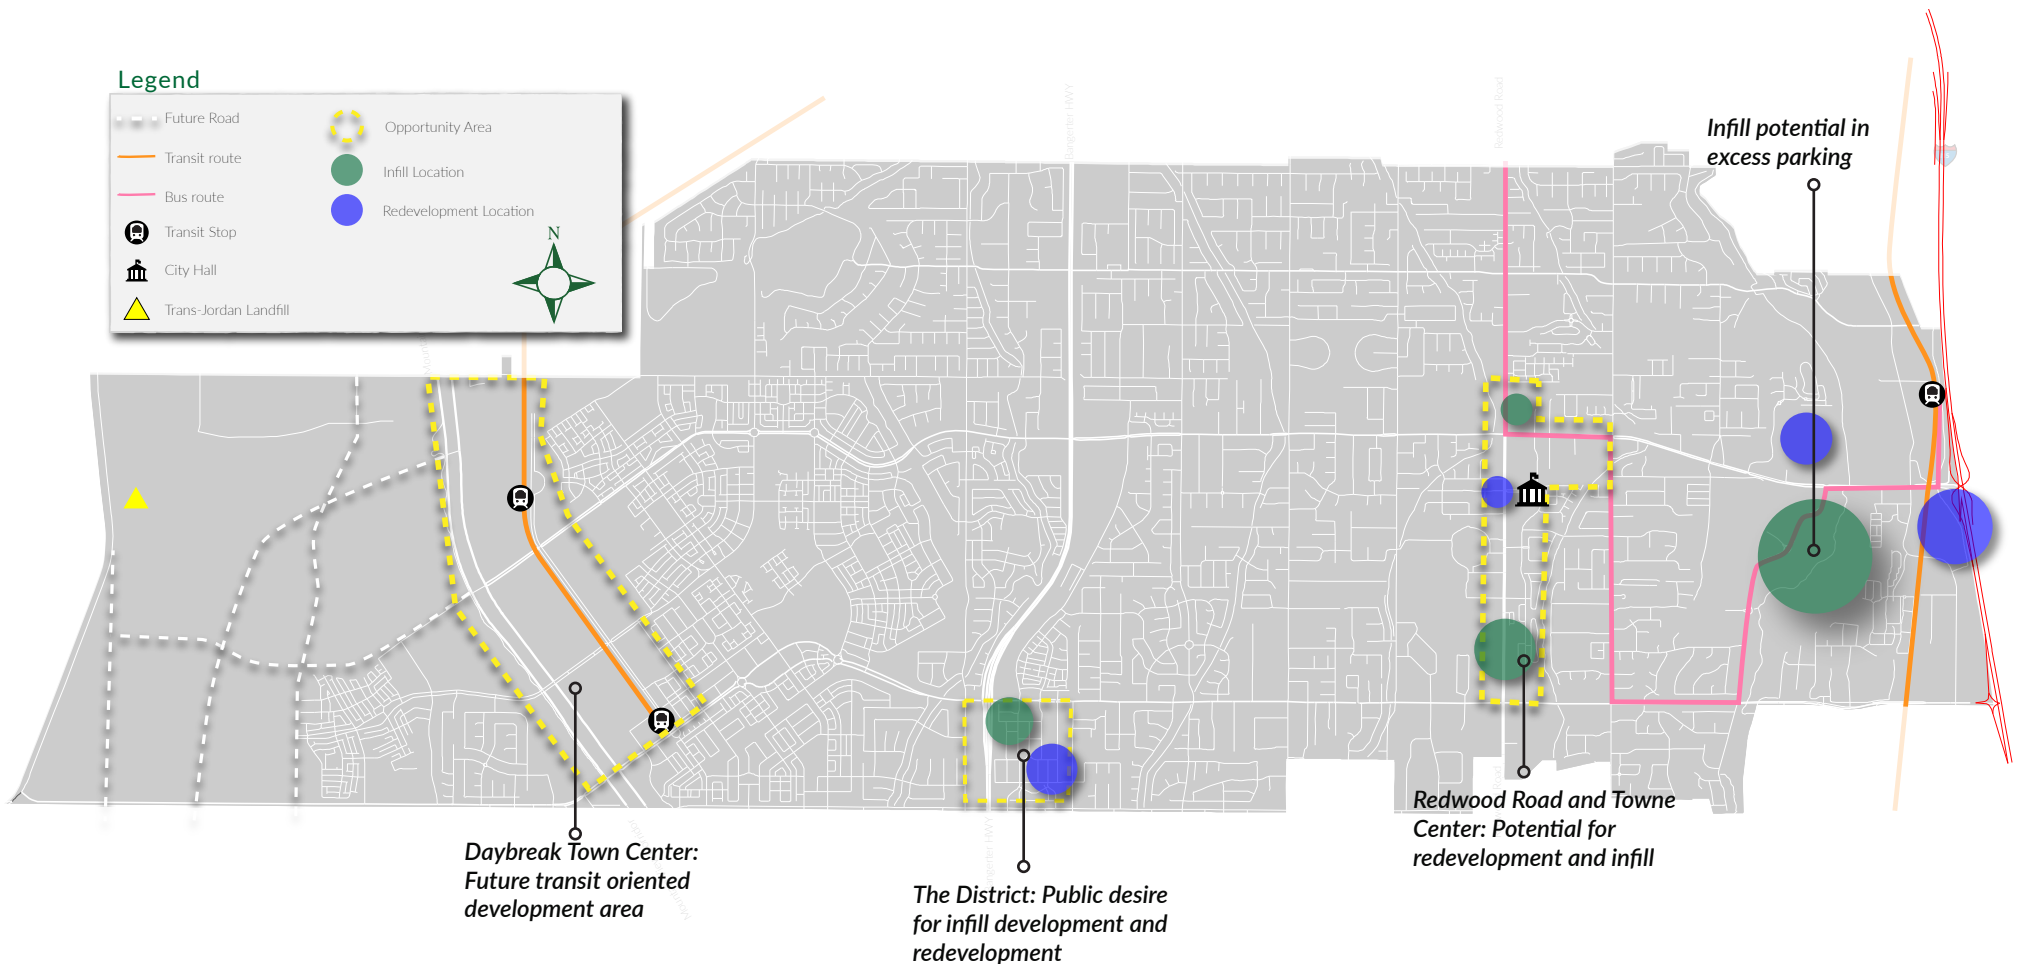 Legend
Future Road
Transit route
Bus route
Transit Stop
City Hall
Trans-Jordan Landfill
Opportunity Area
Infill Location
Redevelopment Location
N
Redwood Road
Infill potential in
excess parking
Daybreak Town Center:
Future transit oriented
development area
The District: Public desire
for infill development and
redevelopment
Redwood Road and Towne
Center: Potential for
redevelopment and infill